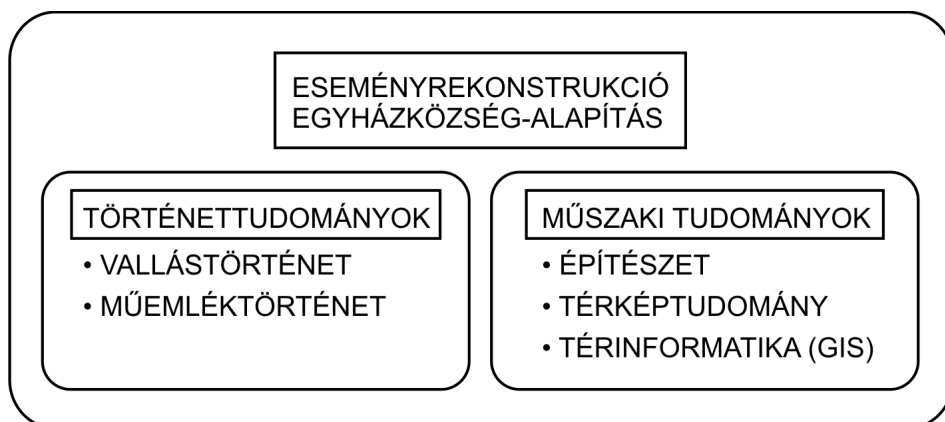 ESEMÉNYREKONSTRUKCIÓ
EGYHÁZKÖZSÉG-ALAPÍTÁS
TÖRTÉNETTUDOMÁNYOK
• VALLÁSTÖRTÉNET
• MŰEMLÉKTÖRTÉNET
MŰSZAKI TUDOMÁNYOK
• ÉPÍTÉSZET
• TÉRKÉPTUDOMÁNY
• TÉRINFORMATIKA (GIS)